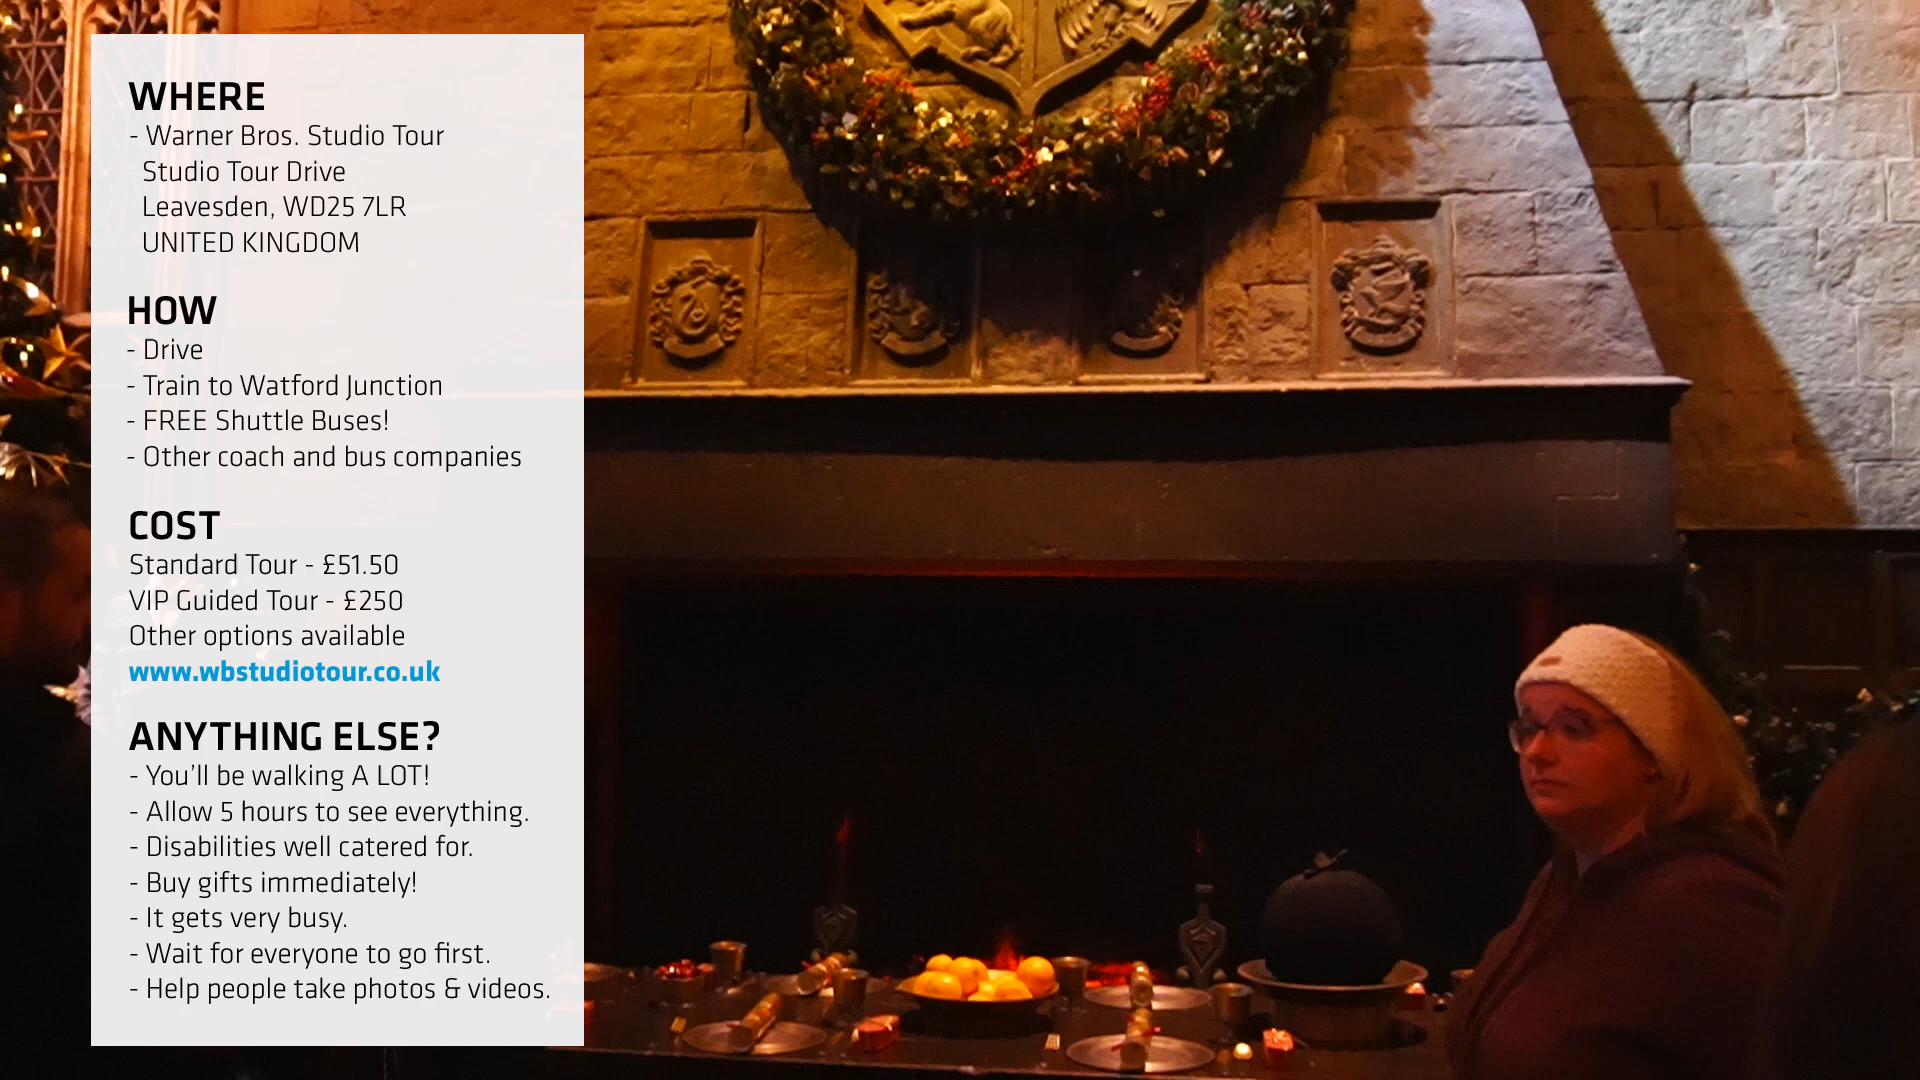 WHERE
- Warner Bros. Studio Tour
Studio Tour Drive
Leavesden, WD25 7LR
UNITED KINGDOM
HOW
- Drive
- Train to Watford Junction
- FREE Shuttle Buses!
- Other coach and bus companies
COST
Standard Tour - £51.50
VIP Guided Tour - £250
Other options available
www.wbstudiotour.co.uk
ANYTHING ELSE?
- You’ll be walking A LOT!
- Allow 5 hours to see everything.
- Disabilities well catered for.
- Buy gifts immediately!
- It gets very busy.
- Wait for everyone to go first.
- Help people take photos & videos.